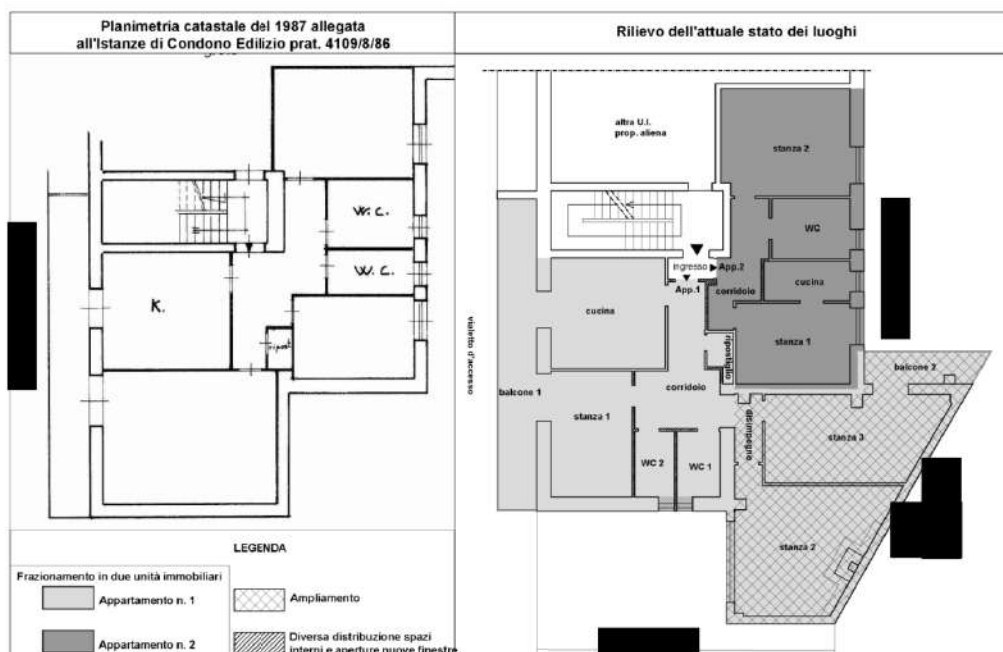 Planimetria catastale del 1987 allegata
all'Istanze di Condono Edilizio prat. 4109/8/86
Rilievo dell'attuale stato dei luoghi
W.C.
W.C.
K.
altra U.I.
prop. aliena
stanza 2
WC
ingresso
App.2
App.1
corridoio
cucina
cucina
stanza 1
ripostiglio
vialetto d'accesso
balcone 1
corridoio
balcone 2
stanza 1
disimpegno
stanza 3
WC 2
WC 1
stanza 2
LEGENDA
Frazionamento in due unità immobiliari
Appartamento n. 1
Ampliamento
Appartamento n. 2
Diversa distribuzione spazi
interni e aperture nuove finestre